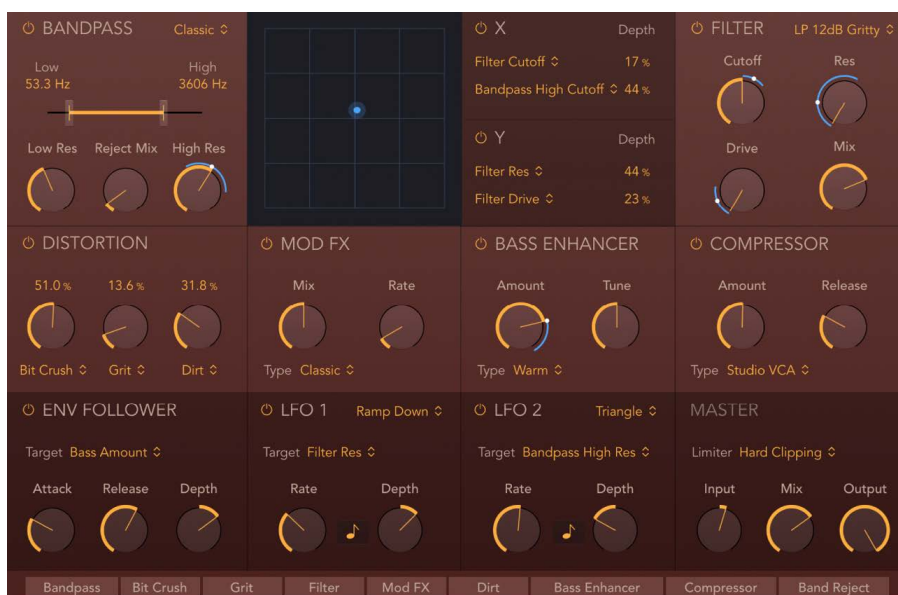 BANDPASS Classic
Low High
53.3 Hz 3606 Hz
Low Res Reject Mix High Res
X Depth
Filter Cutoff 17 %
Bandpass High Cutoff 44 %
Y Depth
Filter Res 44 %
Filter Drive 23 %
FILTER LP 12dB Gritty
Cutoff Res
Drive Mix
DISTORTION
51.0 % 13.6 % 31.8 %
Bit Crush Grit Dirt
MOD FX
Mix Rate
Type Classic
BASS ENHANCER
Amount Tune
Type Warm
COMPRESSOR
Amount Release
Type Studio VCA
ENV FOLLOWER
Target Bass Amount
Attack Release Depth
LFO 1 Ramp Down
Target Filter Res
Rate Depth
LFO 2 Triangle
Target Bandpass High Res
Rate Depth
MASTER
Limiter Hard Clipping
Input Mix Output
Bandpass Bit Crush Grit Filter Mod FX Dirt Bass Enhancer Compressor Band Reject